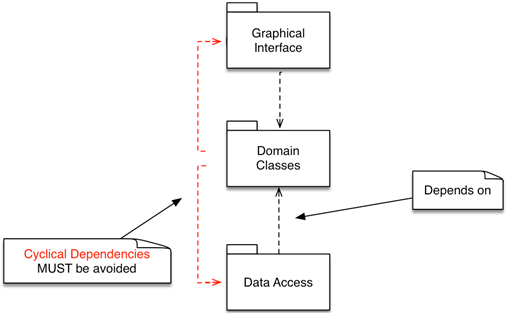 Graphical
Interface
Domain
Classes
Depends on
Cyclical Dependencies
MUST be avoided
Data Access